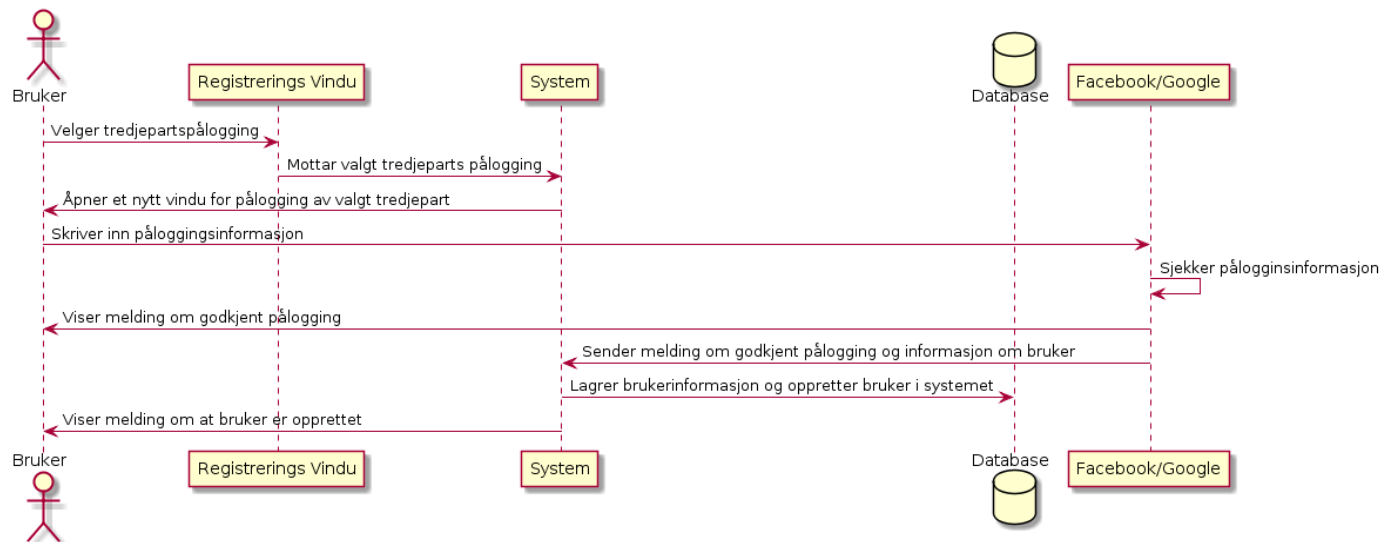 Bruker
Registrerings Vindu
System
Database
Facebook/Google
Velger tredjepartspålogging
Mottar valgt tredjeparts pålogging
Åpner et nytt vindu for pålogging av valgt tredjepart
Skriver inn påloggingsinformasjon
Sjekker pålogginsinformasjon
Viser melding om godkjent pålogging
Sender melding om godkjent pålogging og informasjon om bruker
Lagrer brukerinformasjon og oppretter bruker i systemet
Viser melding om at bruker er opprettet
Bruker
Registrerings Vindu
System
Database
Facebook/Google